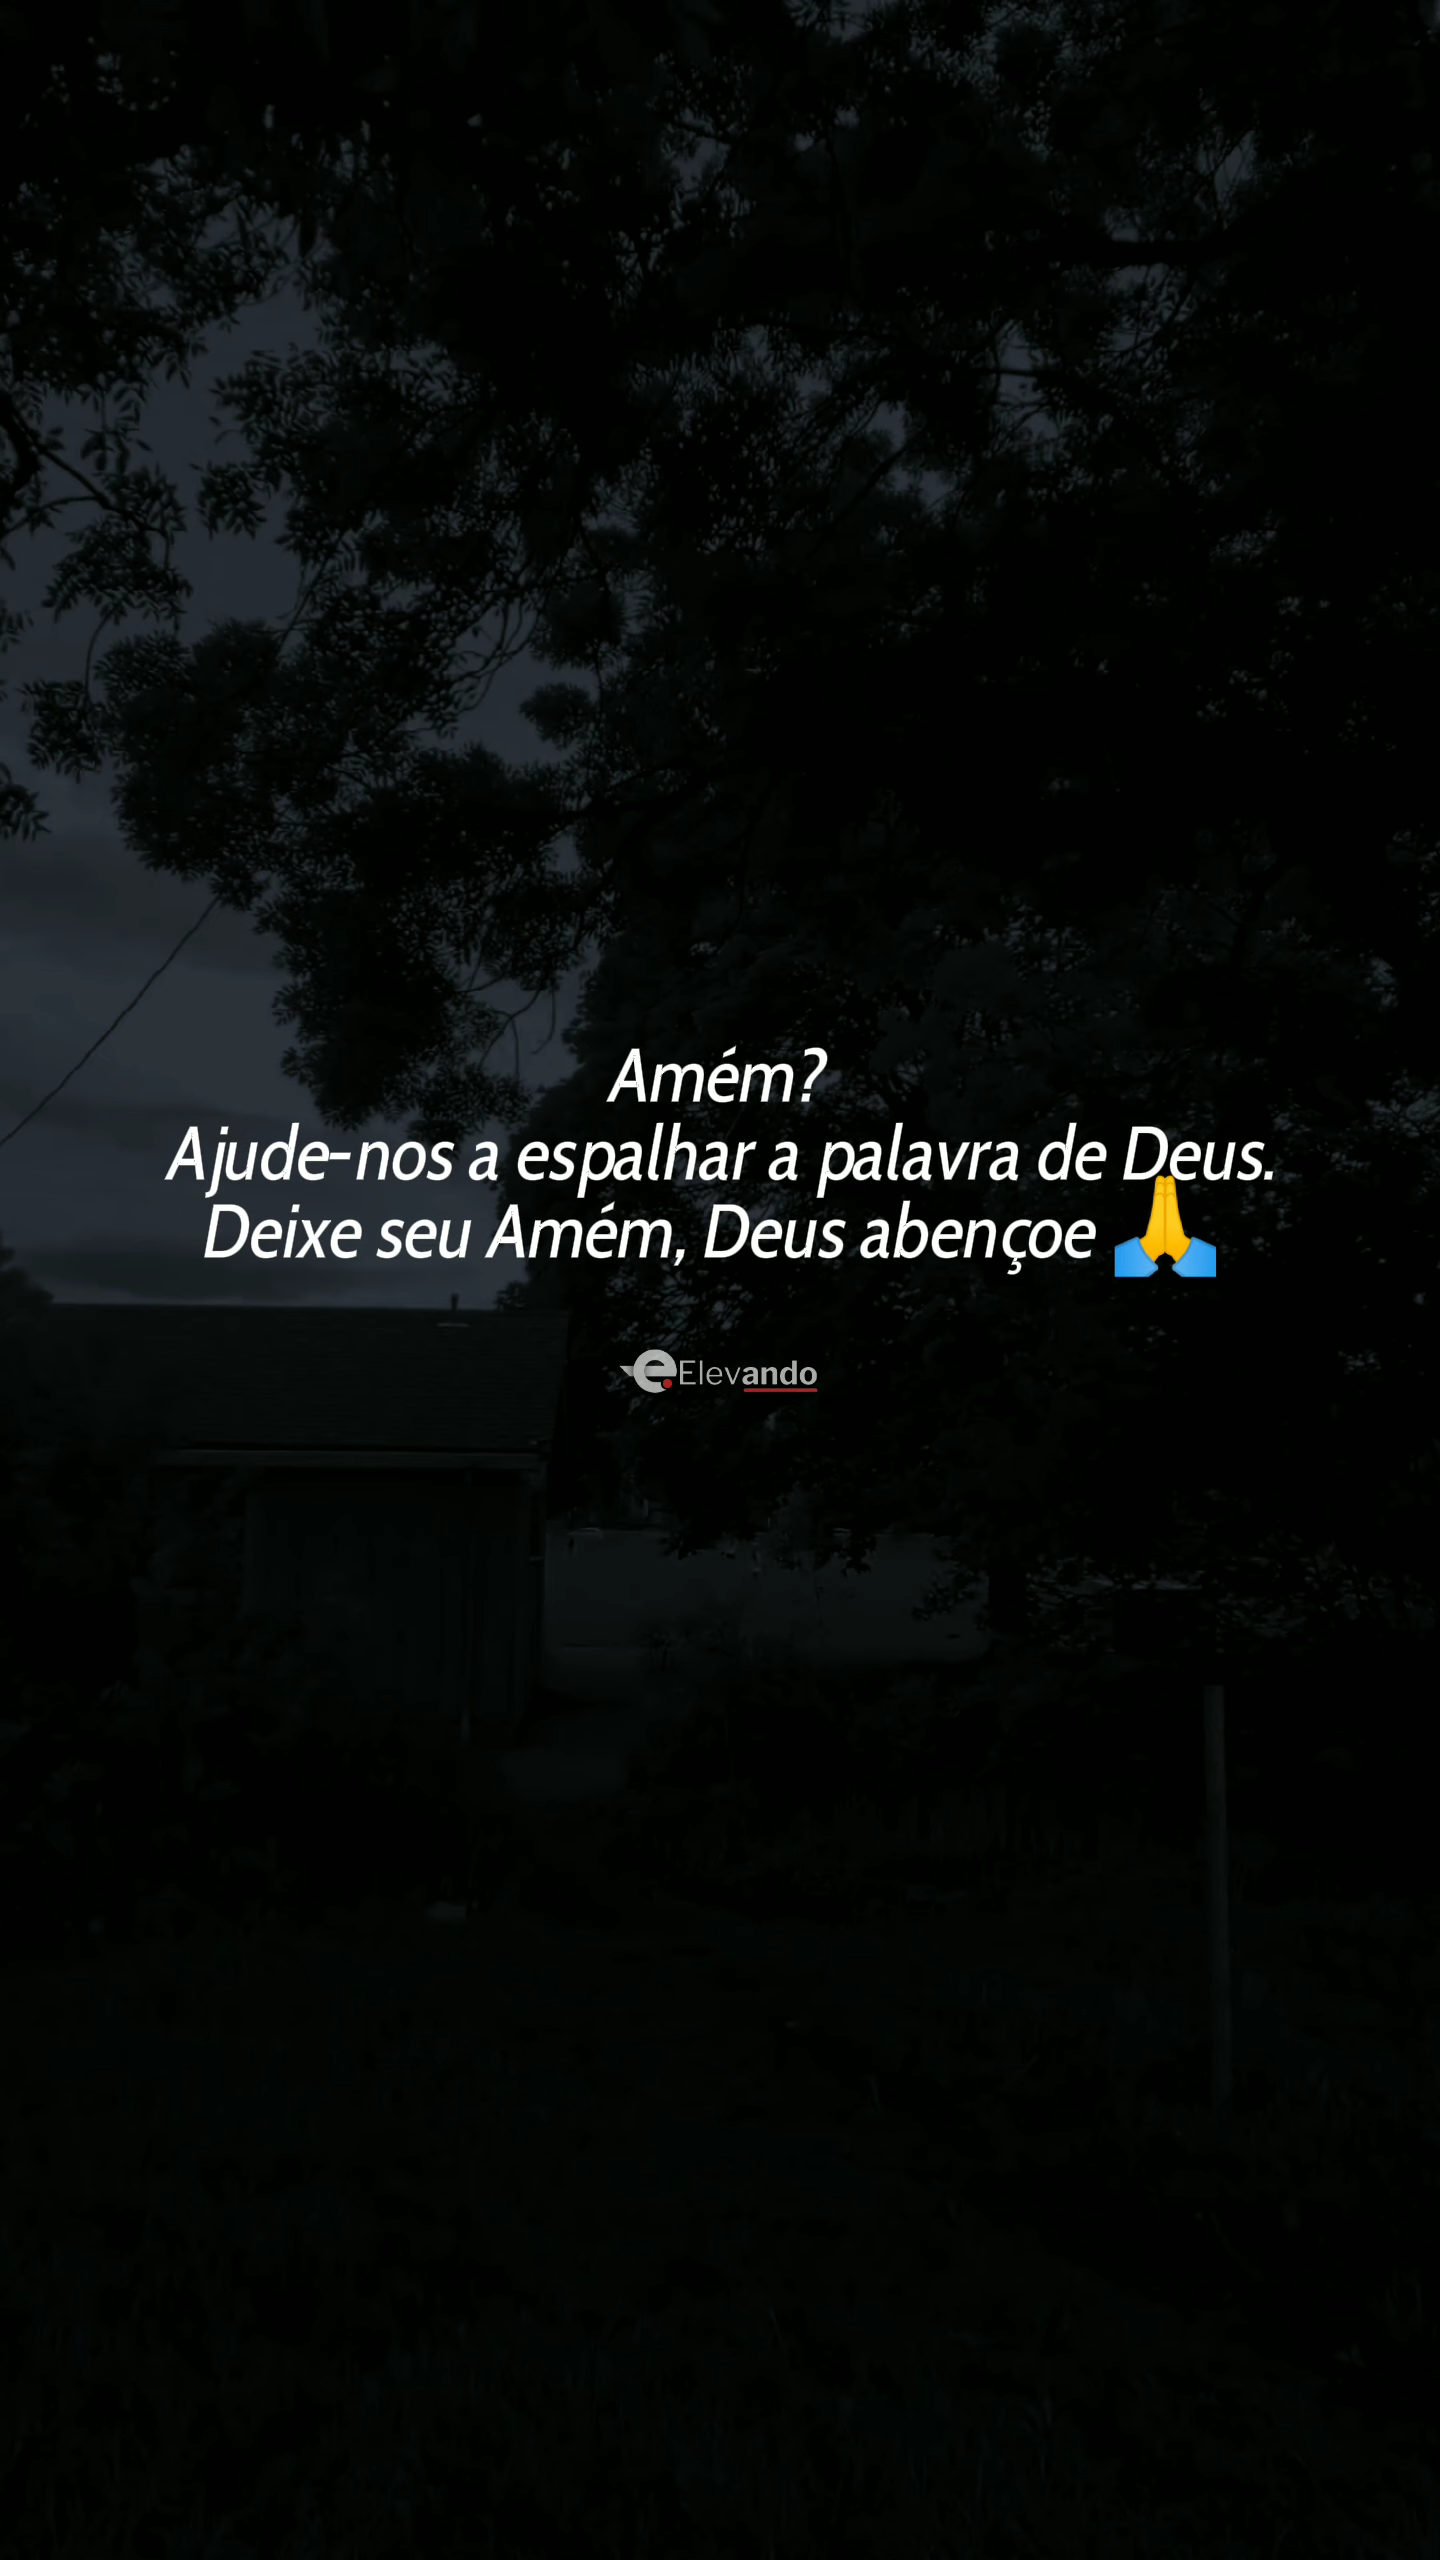 Amém?
Ajude-nos a espalhar a palavra de Deus.
Deixe seu Amém, Deus abençoe 🙏
Elevando